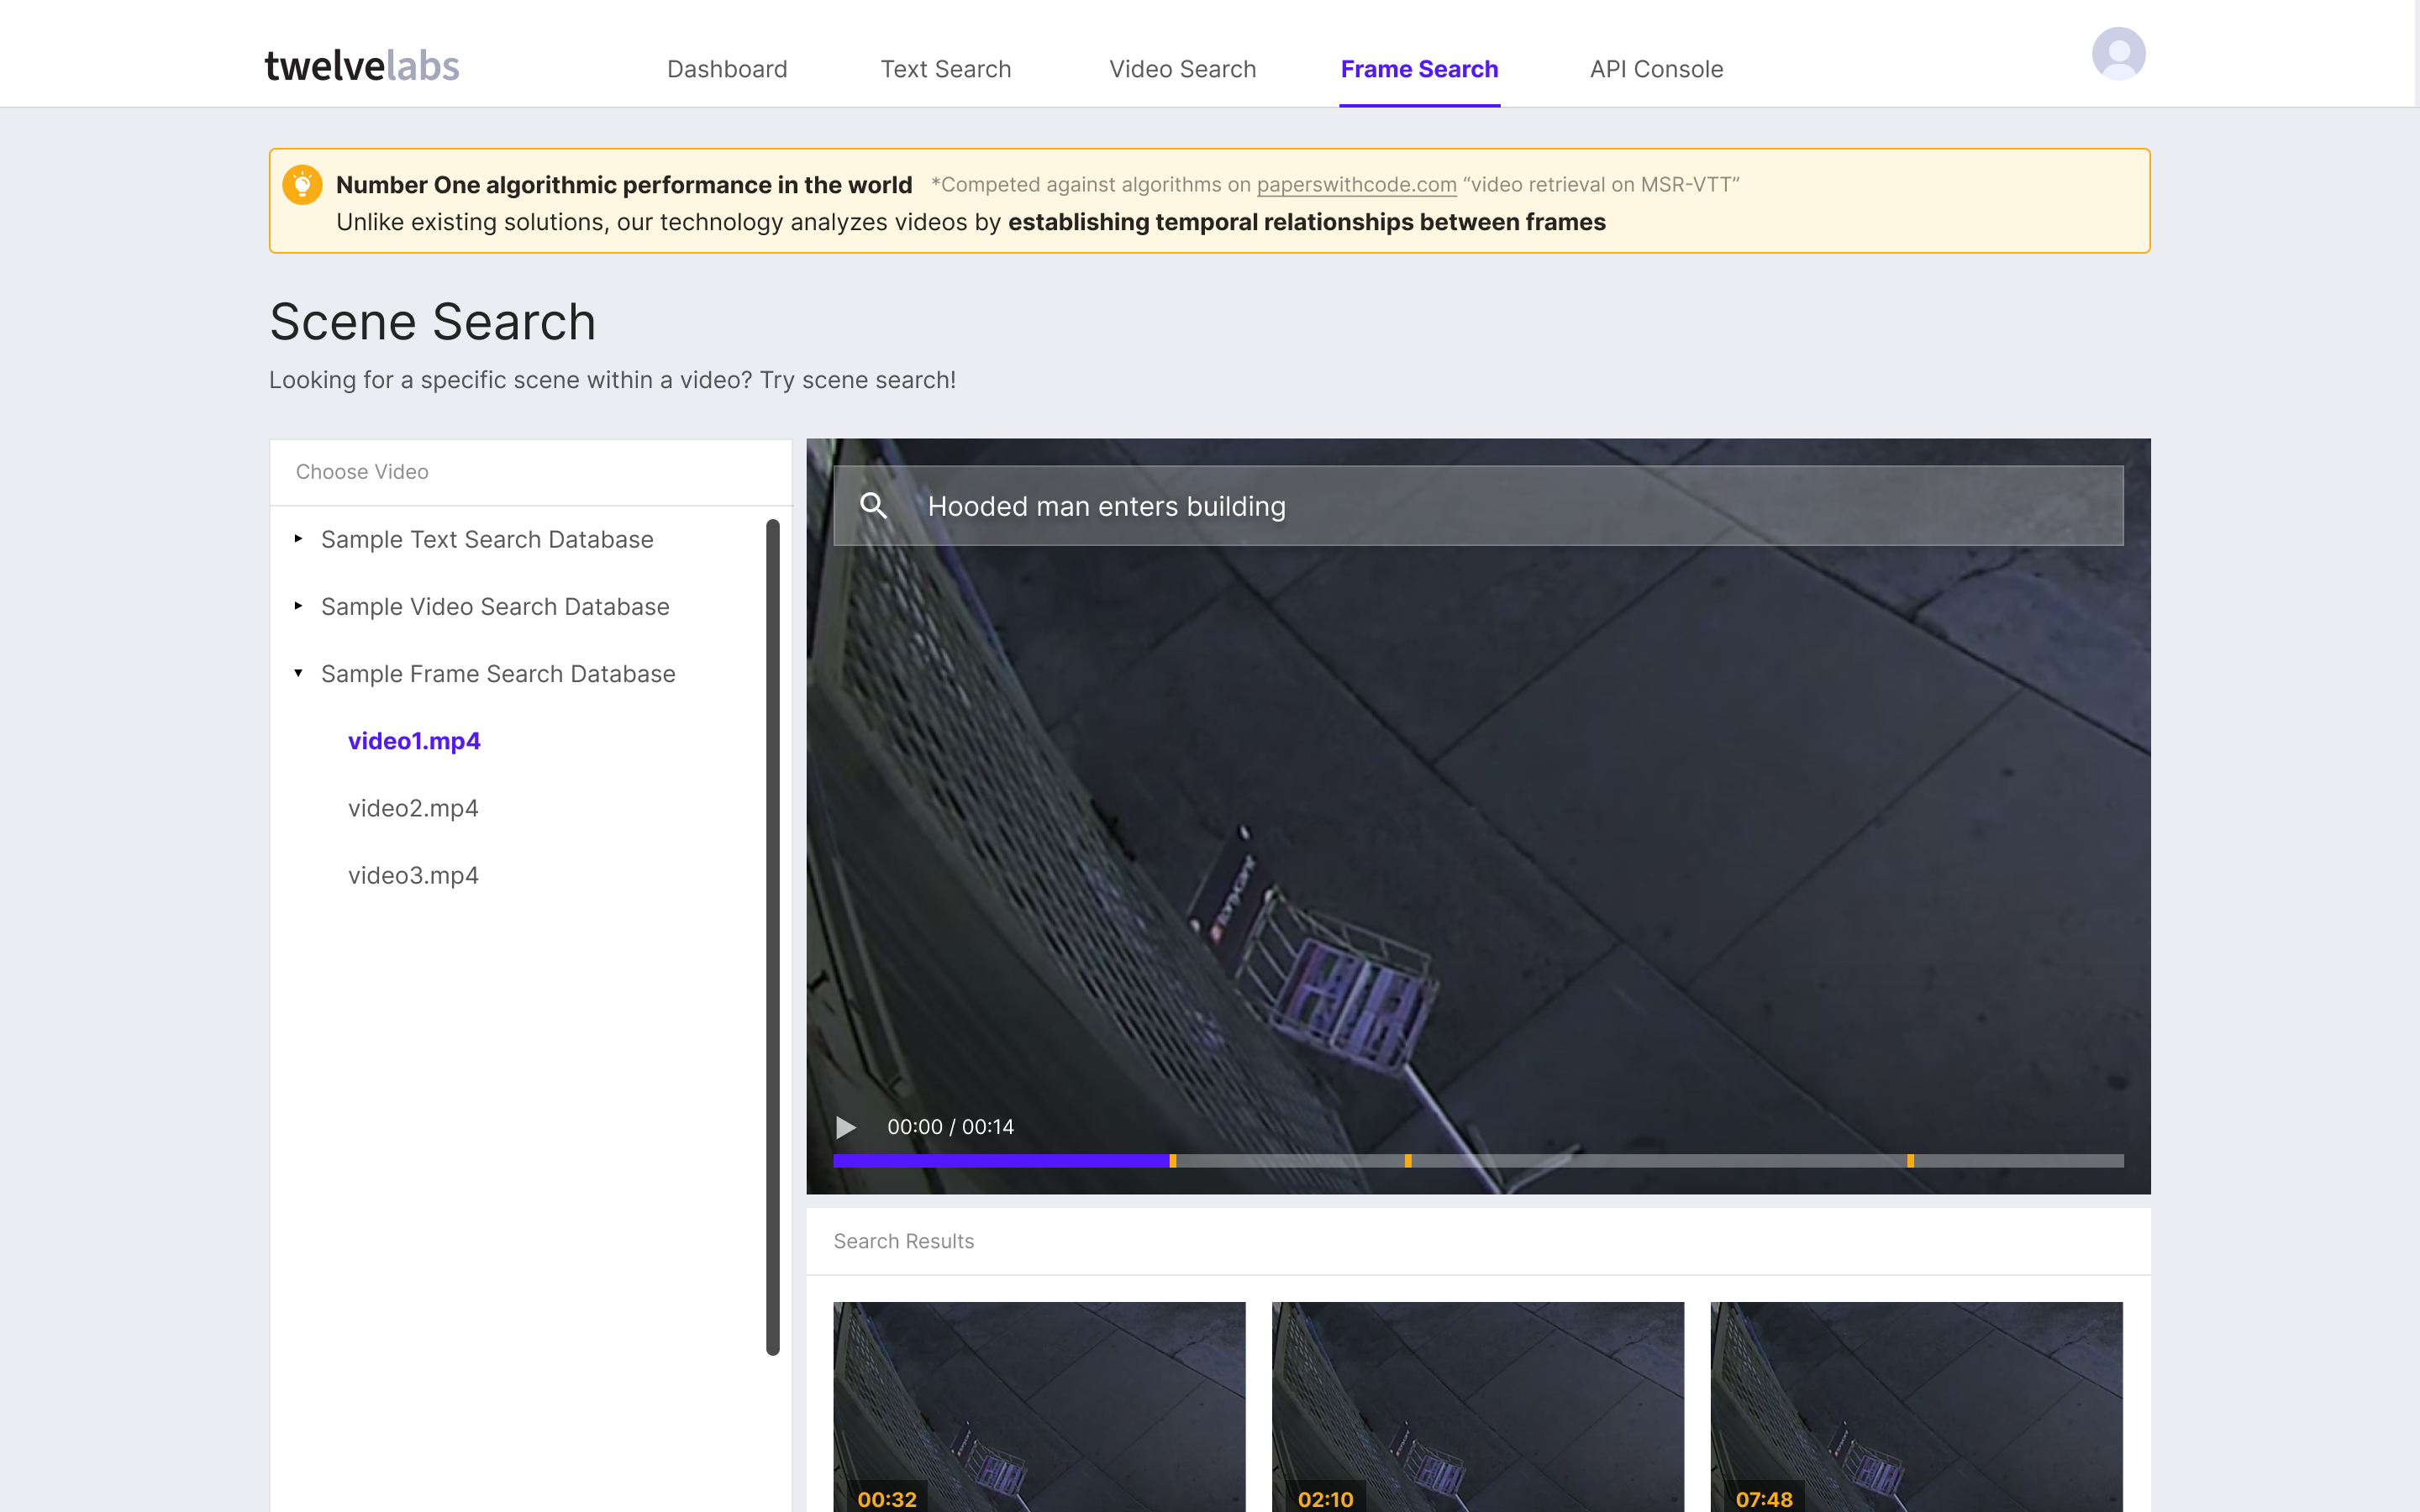 twelvelabs
Dashboard
Text Search
Video Search
Frame Search
API Console
Number One algorithmic performance in the world *Competed against algorithms on paperswithcode.com “video retrieval on MSR-VTT”
Unlike existing solutions, our technology analyzes videos by establishing temporal relationships between frames
Scene Search
Looking for a specific scene within a video? Try scene search!
Choose Video
Sample Text Search Database
Sample Video Search Database
Sample Frame Search Database
video1.mp4
video2.mp4
video3.mp4
Hooded man enters building
00:00 / 00:14
Search Results
00:32
02:10
07:48